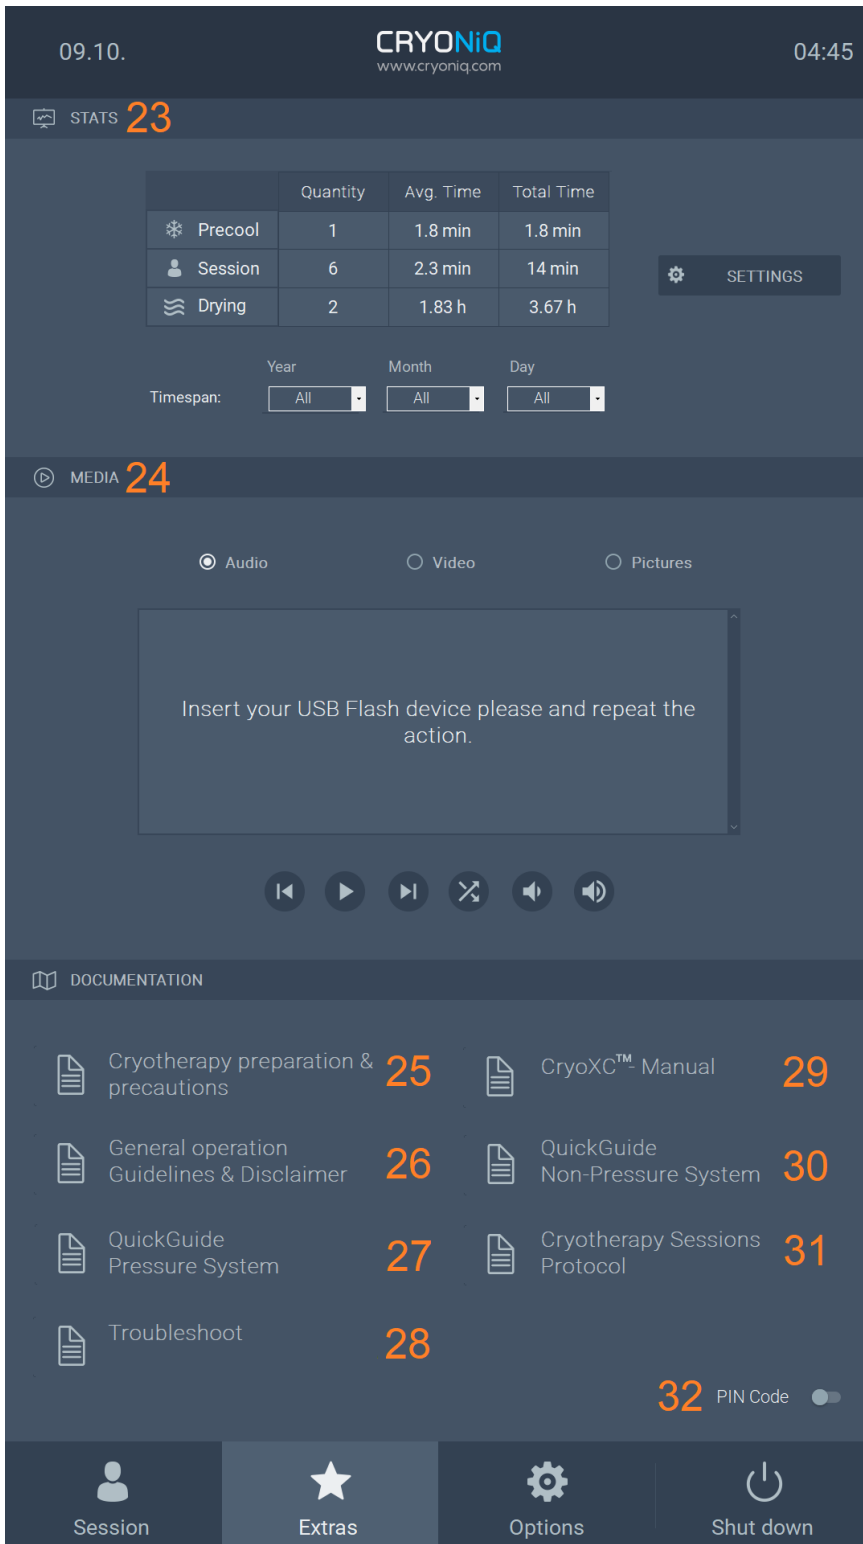 09.10.
CRYONiQ
www.cryoniq.com
04:45
STATS 23
Quantity Avg. Time Total Time
Precool 1 1.8 min 1.8 min
Session 6 2.3 min 14 min
Drying 2 1.83 h 3.67 h
SETTINGS
Year Month Day
Timespan: All All All
MEDIA 24
Audio Video Pictures
Insert your USB Flash device please and repeat the
action.
DOCUMENTATION
Cryotherapy preparation &
precautions
25
CryoXC™- Manual
29
General operation
Guidelines & Disclaimer
26
QuickGuide
Non-Pressure System
30
QuickGuide
Pressure System
27
Cryotherapy Sessions
Protocol
31
Troubleshoot
28
32 PIN Code
Session Extras Options Shut down